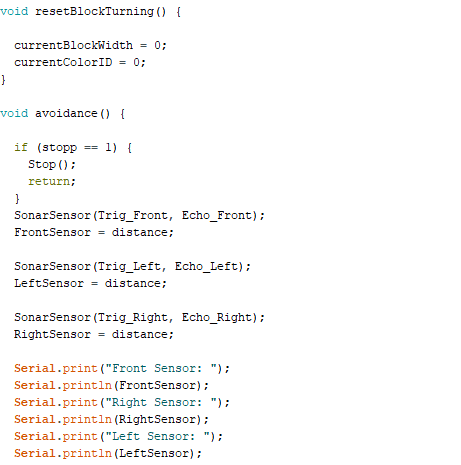 void resetBlockTurning() {
currentBlockWidth = 0;
currentColorID = 0;
}
void avoidance() {
if (stopp == 1) {
Stop();
return;
}
SonarSensor(Trig_Front, Echo_Front);
FrontSensor = distance;
SonarSensor(Trig_Left, Echo_Left);
LeftSensor = distance;
SonarSensor(Trig_Right, Echo_Right);
RightSensor = distance;
Serial.print("Front Sensor: ");
Serial.println(FrontSensor);
Serial.print("Right Sensor: ");
Serial.println(RightSensor);
Serial.print("Left Sensor: ");
Serial.println(LeftSensor);